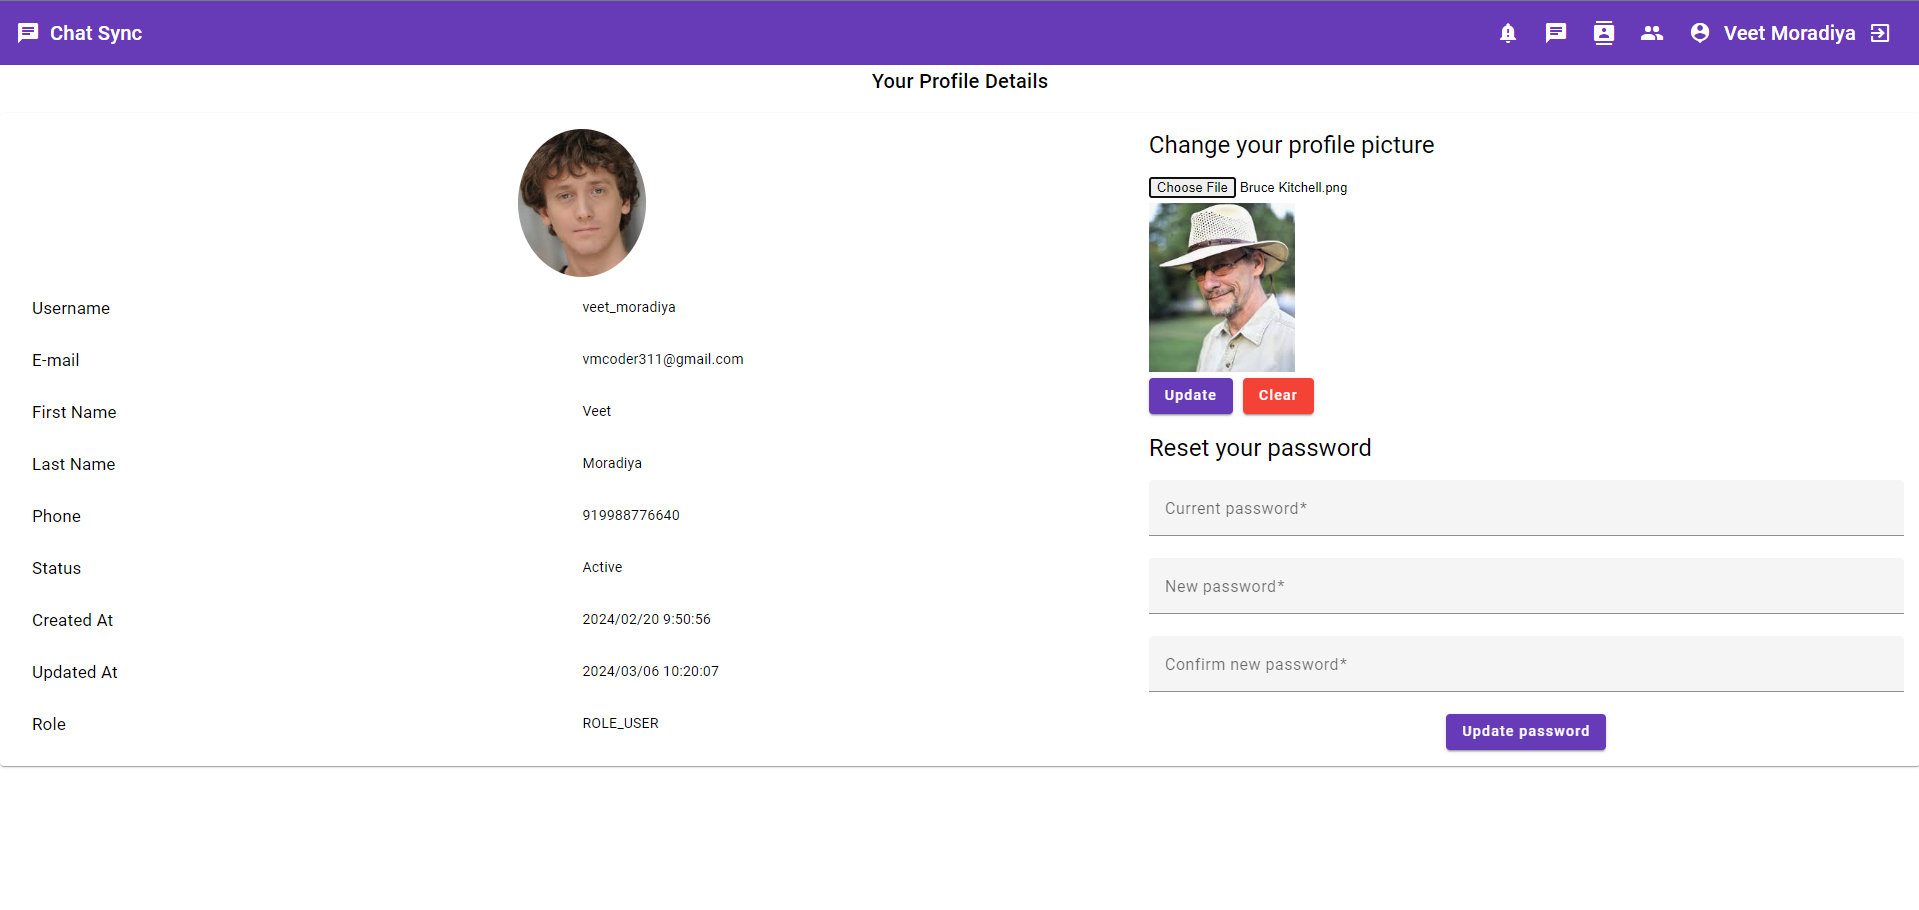 Chat Sync
Veet Moradiya
Your Profile Details
Username veet_moradiya
E-mail vmcoder311@gmail.com
First Name Veet
Last Name Moradiya
Phone 919988776640
Status Active
Created At 2024/02/20 9:50:56
Updated At 2024/03/06 10:20:07
Role ROLE_USER
Change your profile picture
Choose File Bruce Kitchell.png
Update Clear
Reset your password
Current password*
New password*
Confirm new password*
Update password